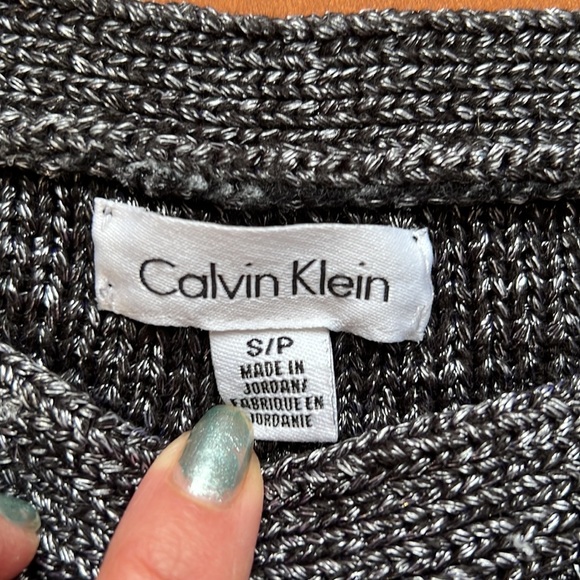 Calvin Klein
S/P
MADE IN
JORDAN/
FABRIQUE EN
JORDANIE